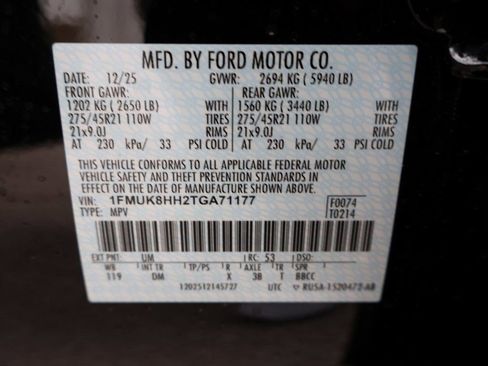 MFD. BY FORD MOTOR CO.
DATE: 12/25 GVWR: 2694 KG ( 5940 LB)
FRONT GAWR: REAR GAWR:
1202 KG ( 2650 LB) WITH 1560 KG ( 3440 LB) WITH
275/45R21 110W TIRES 275/45R21 110W TIRES
21x9.0J RIMS 21x9.0J RIMS
AT 230 kPa/ 33 PSI COLD AT 230 kPa/ 33 PSI COLD
THIS VEHICLE CONFORMS TO ALL APPLICABLE FEDERAL MOTOR
VEHICLE SAFETY AND THEFT PREVENTION STANDARDS IN
EFFECT ON THE DATE OF MANUFACTURE SHOWN ABOVE.
VIN: 1FMUK8HH2TGA71177 F0074
TYPE: MPV T0214
EXT PNT: UM RC: 53 DSO:
WB INT TR TP/PS R AXLE TR SPR
119 DM X 38 T BBCC
1202512145727 UTC RUSA-1520472-AB